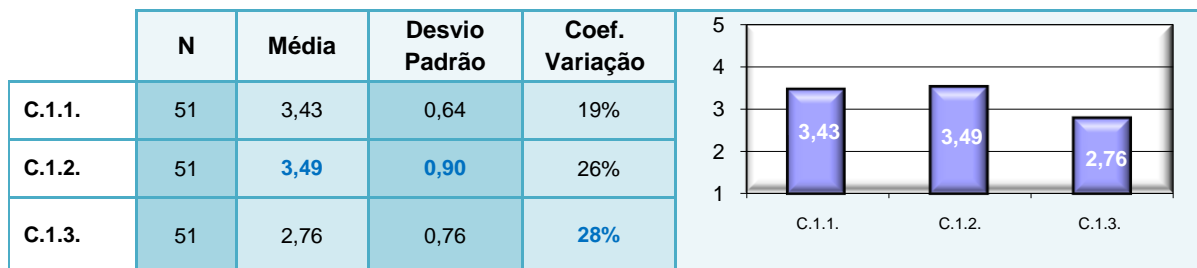 N Média Desvio Padrão Coef. Variação
C.1.1. 51 3,43 0,64 19%
C.1.2. 51 3,49 0,90 26%
C.1.3. 51 2,76 0,76 28%
5
4
3
2
1
3,43 3,49 2,76
C.1.1. C.1.2. C.1.3.